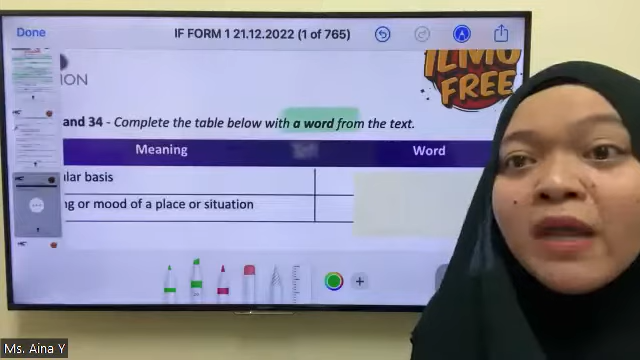 Done IF FORM 1 21.12.2022 (1 of 765)
ION
ILMU
FREE
and 34 - Complete the table below with a word from the text.
Meaning Word
ular basis
ng or mood of a place or situation
Ms. Aina Y